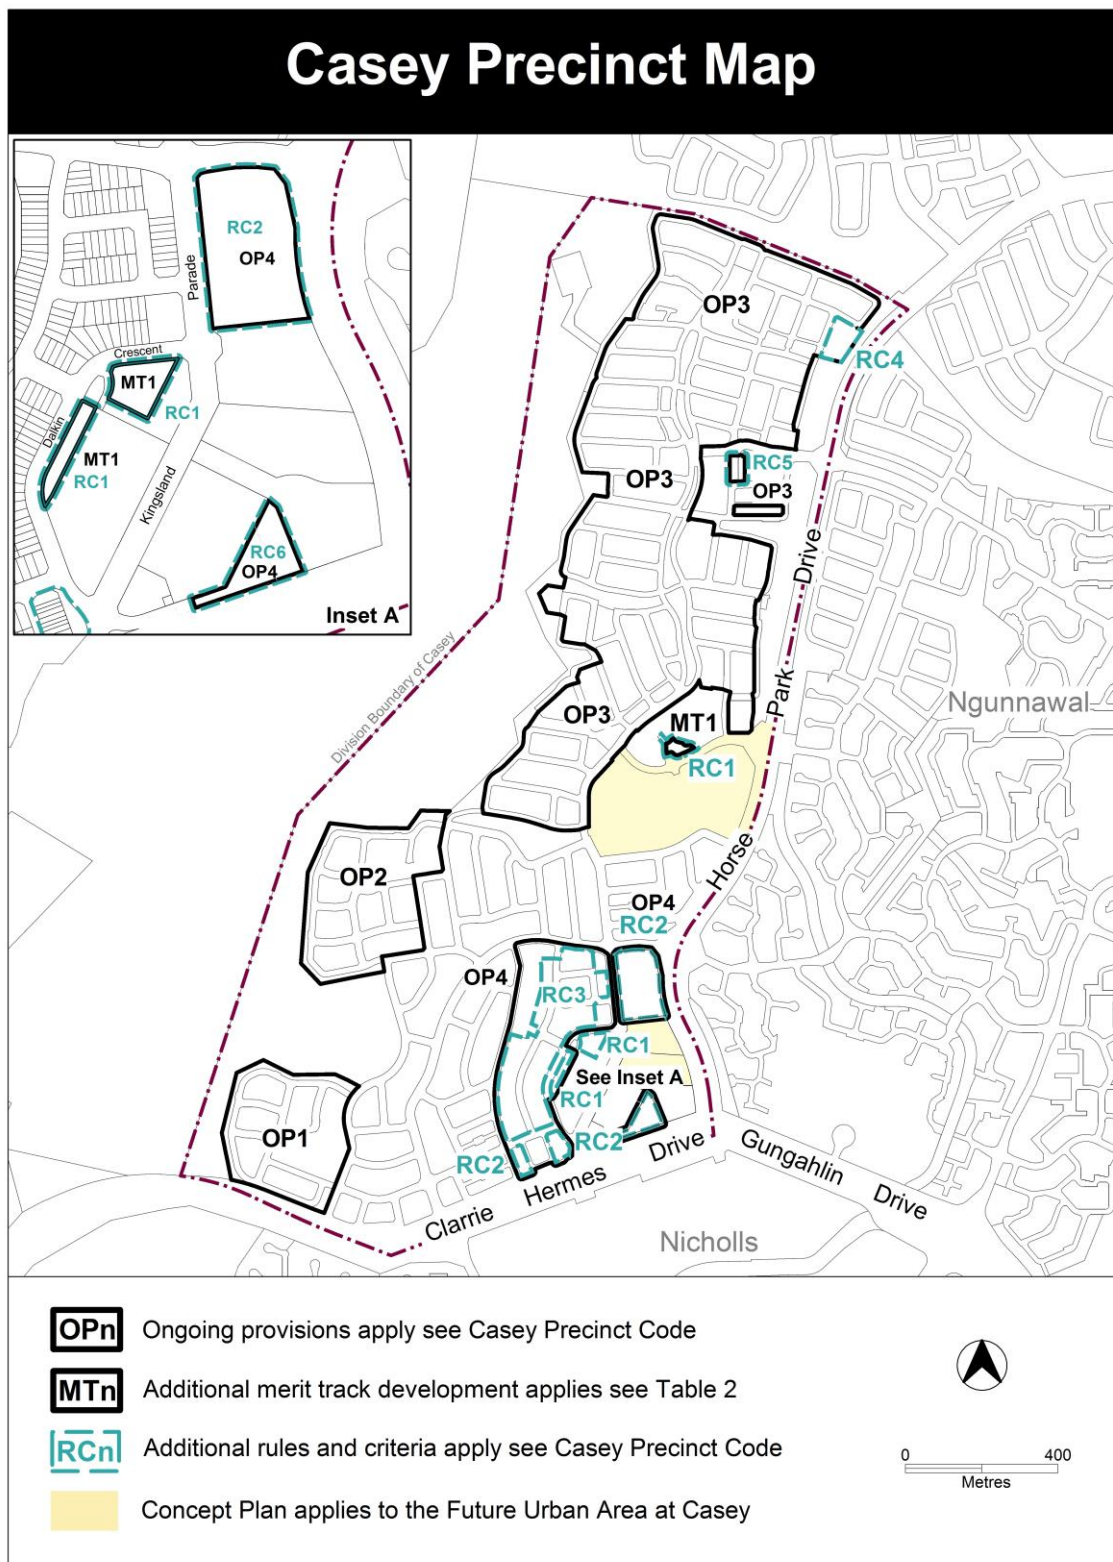 Casey Precinct Map
RC2
OP4
Parade
Crescent
MT1
RC1
Dalkin
MT1
RC1
Kingsland
RC6
OP4
Inset A
OP3
RC4
OP3
RC5
OP3
Drive
Park
Horse
Division Boundary of Casey
OP3
MT1
RC1
Ngunnawal
OP2
OP4
RC2
OP4
RC3
RC1
See Inset A
RC1
OP1
RC2
RC2
Clarrie Hermes Drive
Gungahlin Drive
Nicholls
OPn Ongoing provisions apply see Casey Precinct Code
MTn Additional merit track development applies see Table 2
RCn Additional rules and criteria apply see Casey Precinct Code
Concept Plan applies to the Future Urban Area at Casey
0 400
Metres